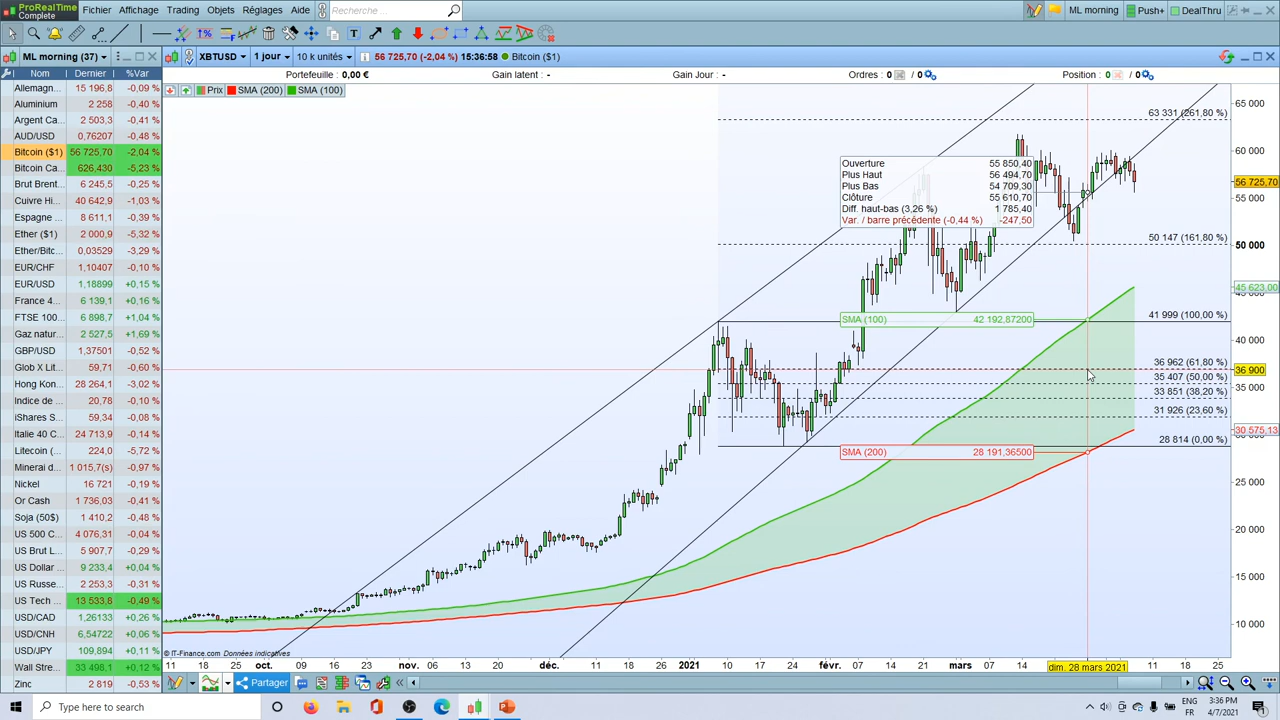 ProRealTime
Complete
Fichier Affichage Trading Objets Réglages Aide Recherche ... ML morning Push+ DealThru
ML morning (37) XBTUSD 1 jour 10 k unités 56 725,70 (-2,04 %) 15:36:58 Bitcoin ($1)
Nom Dernier %Var
Portefeuille : 0,00 € Gain latent : - Gain Jour : - Ordres : 0 / 0 Position : 0 / 0
Prix SMA (200) SMA (100)
Allemagn... 15 196,8 -0,09 %
Aluminium 2 258 -0,40 %
Argent Ca... 2 503,3 -0,41 %
AUD/USD 0,76207 -0,48 %
Bitcoin ($1) 56 725,70 -2,04 %
Bitcoin Ca... 626,430 -5,23 %
Brut Brent... 6 245,5 -0,25 %
Cuivre Hi... 40 642,9 -1,03 %
Espagne ... 8 611,1 -0,39 %
Ether ($1) 2 000,9 -5,32 %
Ether/Bitc... 0,03529 -3,29 %
EUR/CHF 1,10407 -0,10 %
EUR/USD 1,18899 +0,15 %
France 4... 6 139,1 +0,16 %
FTSE 100... 6 898,7 +1,04 %
Gaz natur... 2 527,5 +1,69 %
GBP/USD 1,37501 -0,52 %
Glob X Lit... 59,71 -0,60 %
Hong Kon... 28 264,1 -3,02 %
Indice de ... 20,78 -0,10 %
iShares S... 59,34 -0,08 %
Italie 40 C... 24 713,9 -0,14 %
Litecoin (... 224,0 -5,72 %
Minerai d... 1 015,7(s) -0,97 %
Nickel 16 721 -0,19 %
Or Cash 1 736,03 -0,41 %
Soja (50$) 1 410,2 -0,48 %
US 500 C... 4 076,31 -0,04 %
US Brut L... 5 907,7 -0,29 %
US Dollar ... 9 233,4 +0,04 %
US Russe... 2 253,3 -0,31 %
US Tech ... 13 533,8 -0,49 %
USD/CAD 1,26133 +0,26 %
USD/CNH 6,54722 +0,06 %
USD/JPY 109,894 +0,11 %
Wall Stre... 33 498,1 +0,12 %
Zinc 2 819 -0,53 %
Ouverture 55 850,40
Plus Haut 56 494,70
Plus Bas 54 709,30
Clôture 55 610,70
Diff. haut-bas (3,26 %) 1 785,40
Var. / barre précédente (-0,44 %) -247,50
SMA (100) 42 192,87200
SMA (200) 28 191,36500
63 331 (261,80 %)
50 147 (161,80 %)
41 999 (100,00 %)
36 962 (61,80 %)
35 407 (50,00 %)
33 851 (38,20 %)
31 926 (23,60 %)
28 814 (0,00 %)
65 000
60 000
56 725,70
55 000
50 000
45 623,00
40 000
36 900
35 000
30 575,13
25 000
20 000
15 000
10 000
© IT-Finance.com Données indicatives
11 18 25 oct. 12 23 nov. 06 13 20 déc. 11 19 26 2021 10 17 24 févr. 07 14 21 mars 07 14 dim. 28 mars 2021 11 18 25
Partager
Type here to search ENG FR 3:36 PM 4/7/2021